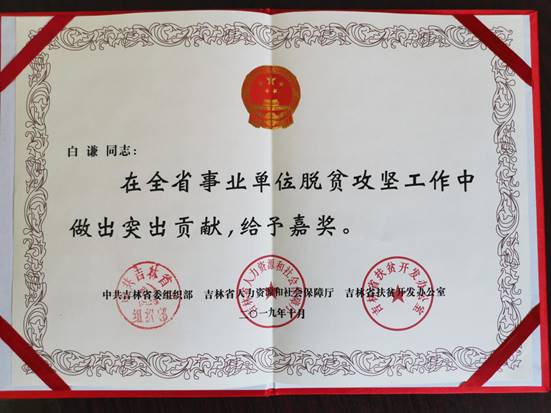 白 谦 同志：
在全省事业单位脱贫攻坚工作中
做出突出贡献，给予嘉奖。
中共吉林省委组织部 吉林省人力资源和社会保障厅 吉林省扶贫开发办公室
二〇一九年十月